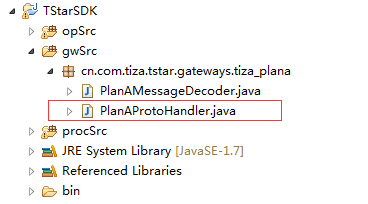 TStarSDK
opSrc
gwSrc
cn.com.tiza.tstar.gateways.tiza_plana
PlanAMessageDecoder.java
PlanAProtoHandler.java
procSrc
JRE System Library [JavaSE-1.7]
Referenced Libraries
bin